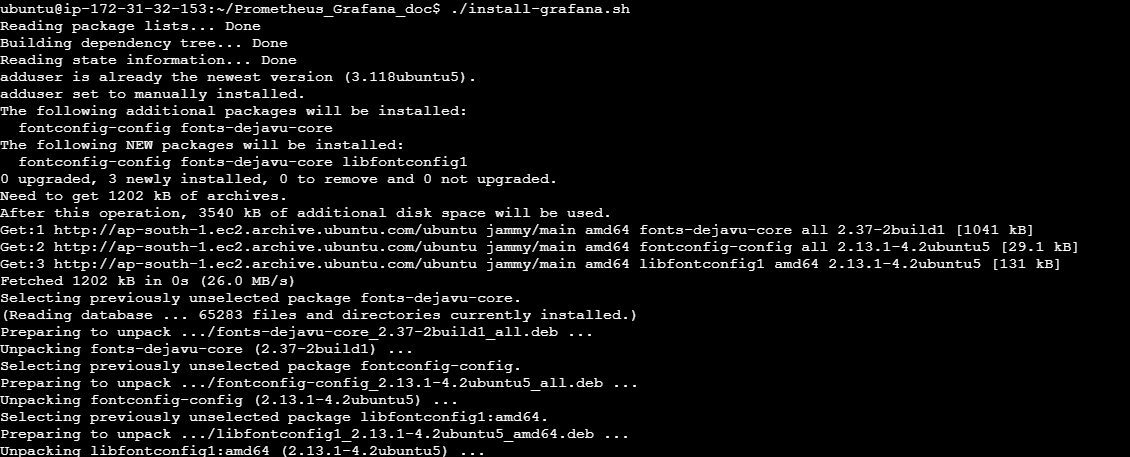 ubuntu@ip-172-31-32-153:~/Prometheus_Grafana_doc$ ./install-grafana.sh
Reading package lists... Done
Building dependency tree... Done
Reading state information... Done
adduser is already the newest version (3.118ubuntu5).
adduser set to manually installed.
The following additional packages will be installed:
  fontconfig-config fonts-dejavu-core
The following NEW packages will be installed:
  fontconfig-config fonts-dejavu-core libfontconfig1
0 upgraded, 3 newly installed, 0 to remove and 0 not upgraded.
Need to get 1202 kB of archives.
After this operation, 3540 kB of additional disk space will be used.
Get:1 http://ap-south-1.ec2.archive.ubuntu.com/ubuntu jammy/main amd64 fonts-dejavu-core all 2.37-2build1 [1041 kB]
Get:2 http://ap-south-1.ec2.archive.ubuntu.com/ubuntu jammy/main amd64 fontconfig-config all 2.13.1-4.2ubuntu5 [29.1 kB]
Get:3 http://ap-south-1.ec2.archive.ubuntu.com/ubuntu jammy/main amd64 libfontconfig1 amd64 2.13.1-4.2ubuntu5 [131 kB]
Fetched 1202 kB in 0s (26.0 MB/s)
Selecting previously unselected package fonts-dejavu-core.
(Reading database ... 65283 files and directories currently installed.)
Preparing to unpack .../fonts-dejavu-core_2.37-2build1_all.deb ...
Unpacking fonts-dejavu-core (2.37-2build1) ...
Selecting previously unselected package fontconfig-config.
Preparing to unpack .../fontconfig-config_2.13.1-4.2ubuntu5_all.deb ...
Unpacking fontconfig-config (2.13.1-4.2ubuntu5) ...
Selecting previously unselected package libfontconfig1:amd64.
Preparing to unpack .../libfontconfig1_2.13.1-4.2ubuntu5_amd64.deb ...
Unpacking libfontconfig1:amd64 (2.13.1-4.2ubuntu5) ...